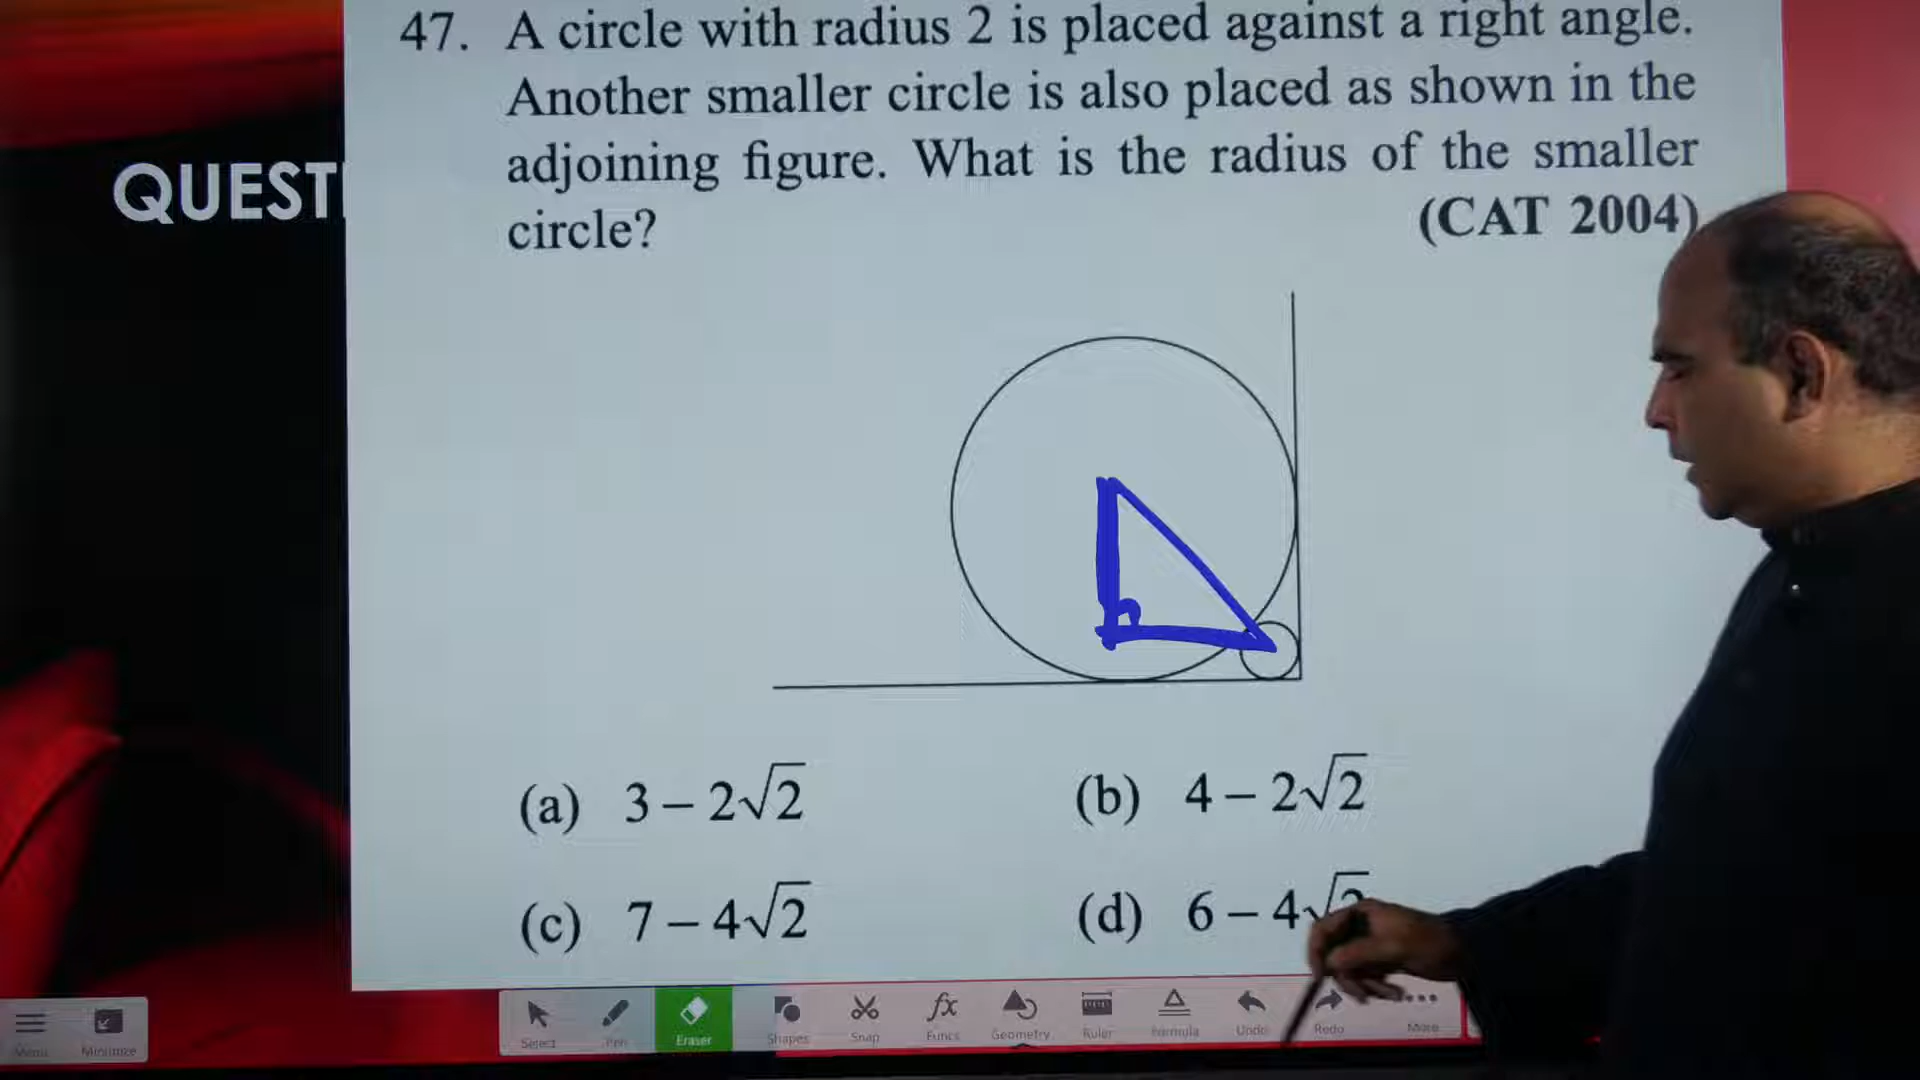 47. A circle with radius 2 is placed against a right angle.
Another smaller circle is also placed as shown in the
adjoining figure. What is the radius of the smaller
circle? (CAT 2004)
QUEST
(a) 3 – 2√2
(b) 4 – 2√2
(c) 7 – 4√2
(d) 6 – 4√2
Menu
Minimize
Select
Pen
Eraser
Shapes
Snap
fx
Funcs
Geometry
Ruler
Formula
Undo
Redo
More